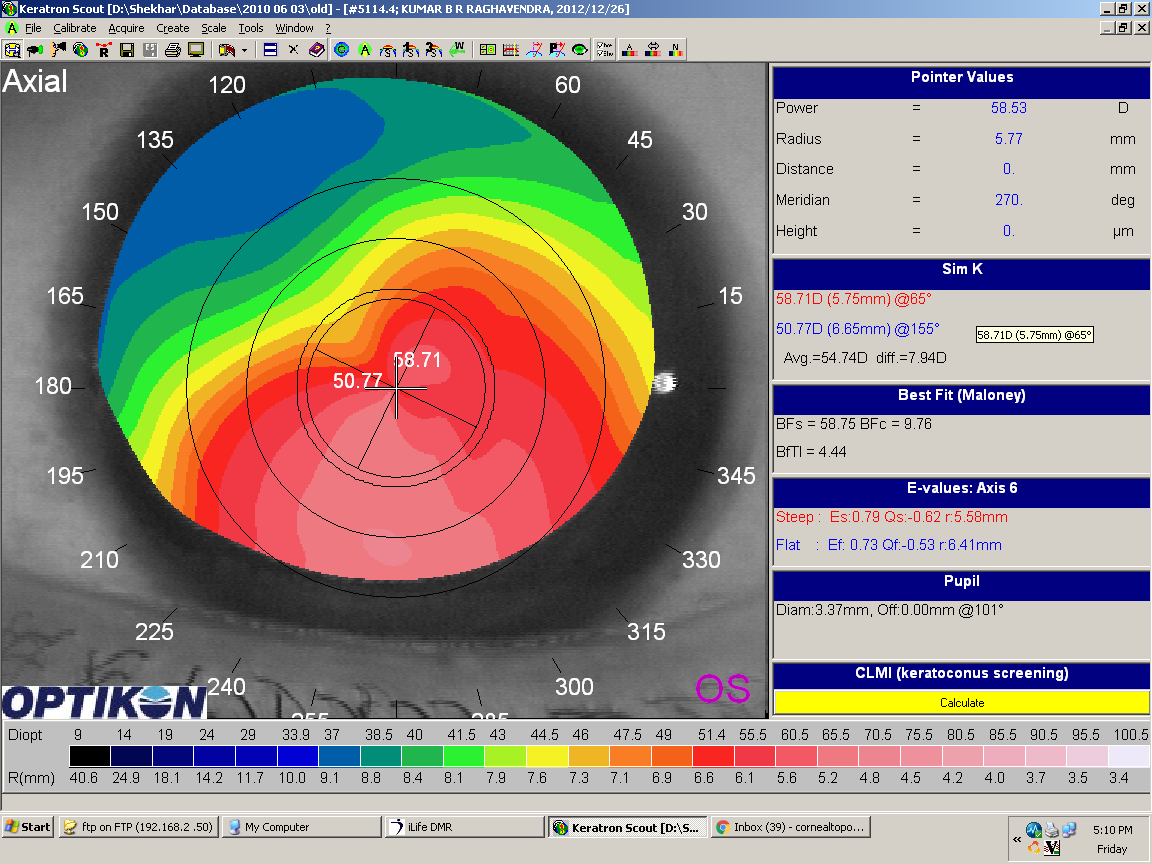 Keratron Scout [D:\Shekhar\Database\2010 06 03\old] - [#5114.4; KUMAR B R RAGHAVENDRA, 2012/12/26]
File Calibrate Acquire Create Scale Tools Window ?
Axial
120
60
135
45
150
30
165
15
180
195
345
210
330
225
315
240
300
255
285
58.71
50.77
OPTIKON
OS
Pointer Values
Power = 58.53 D
Radius = 5.77 mm
Distance = 0. mm
Meridian = 270. deg
Height = 0. µm
Sim K
58.71D (5.75mm) @65°
50.77D (6.65mm) @155°
58.71D (5.75mm) @65°
Avg.=54.74D diff.=7.94D
Best Fit (Maloney)
BFs = 58.75 BFc = 9.76
BfTI = 4.44
E-values: Axis 6
Steep : Es:0.79 Qs:-0.62 r:5.58mm
Flat : Ef: 0.73 Qf:-0.53 r:6.41mm
Pupil
Diam:3.37mm, Off:0.00mm @101°
CLMI (keratoconus screening)
Calculate
Diopt 9 14 19 24 29 33.9 37 38.5 40 41.5 43 44.5 46 47.5 49 51.4 55.5 60.5 65.5 70.5 75.5 80.5 85.5 90.5 95.5 100.5
R(mm) 40.6 24.9 18.1 14.2 11.7 10.0 9.1 8.8 8.4 8.1 7.9 7.6 7.3 7.1 6.9 6.6 6.1 5.6 5.2 4.8 4.5 4.2 4.0 3.7 3.5 3.4
Start ftp on FTP (192.168.2 .50) My Computer iLife DMR Keratron Scout [D:\S... Inbox (39) - cornealtopo... 5:10 PM
Friday